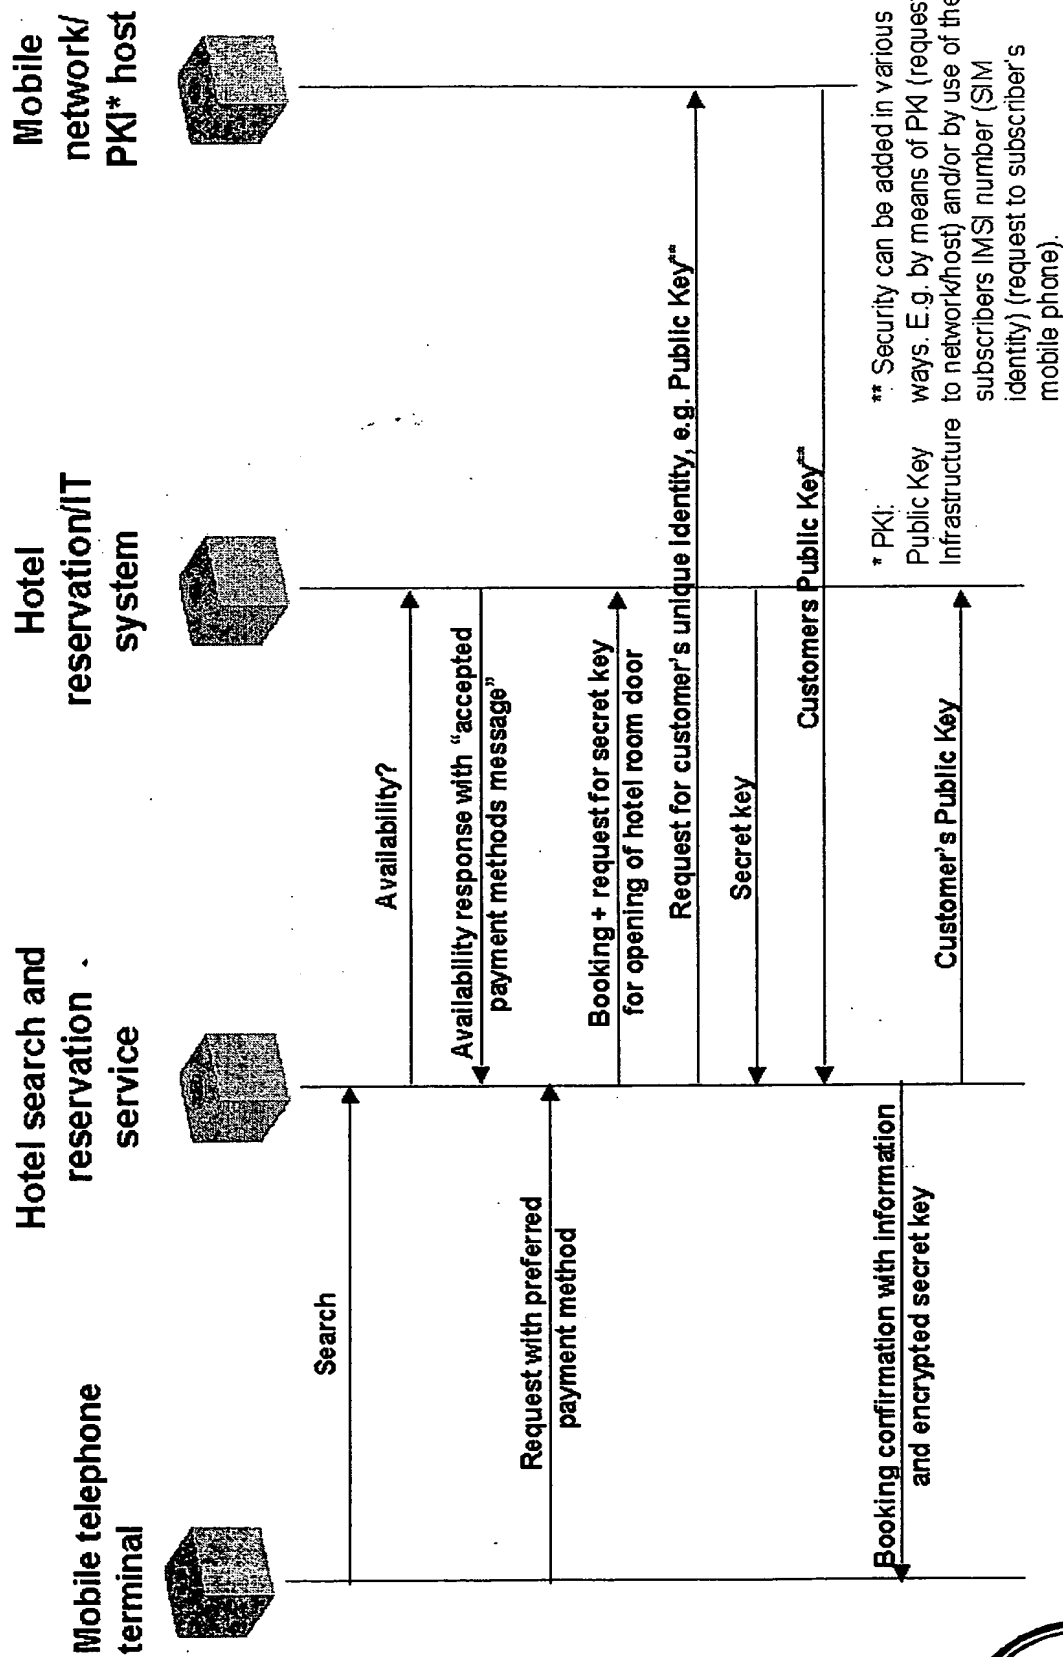 Mobile telephone
terminal
Hotel search and
reservation
service
Hotel
reservation/IT
system
Mobile
network/
PKI* host
Search
Availability?
Availability response with "accepted
payment methods message"
Request with preferred
payment method
Booking + request for secret key
for opening of hotel room door
Request for customer's unique identity, e.g. Public Key**
Secret key
Customers Public Key**
Booking confirmation with information
and encrypted secret key
Customer's Public Key
* PKI:
Public Key
Infrastructure
** Security can be added in various
ways. E.g. by means of PKI (reques
to network/host) and/or by use of the
subscribers IMSI number (SIM
identity) (request to subscriber's
mobile phone).